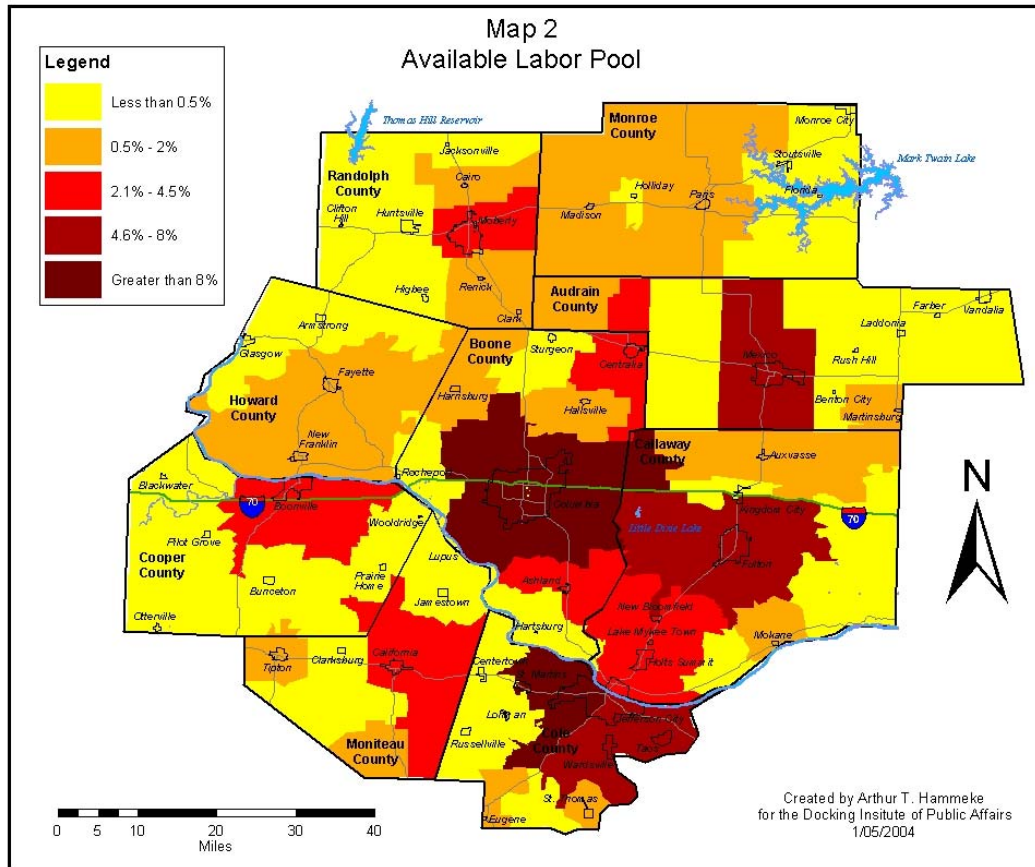 Map 2
Available Labor Pool
Legend
Less than 0.5%
0.5% - 2%
2.1% - 4.5%
4.6% - 8%
Greater than 8%
Thomas Hill Reservoir
Monroe
County
Monroe City
Jacksonville
Stoutsville
Mark Twain Lake
Randolph
County
Cairo
Holliday
Paris
Florida
Clifton
Hill
Huntsville
Moberly
Madison
Higbee
Renick
Audrain
County
Clark
Vandalia
Farber
Laddonia
Armstrong
Boone
County
Sturgeon
Glasgow
Centralia
Mexico
Rush Hill
Fayette
Harrisburg
Hallsville
Benton City
Martinsburg
Howard
County
New
Franklin
Callaway
County
Auxvasse
N
Rocheport
Blackwater
Columbia
Kingdom City
70
Boonville
70
Wooldridge
Little Dixie Lake
Pilot Grove
Lupus
Fulton
Cooper
County
Prairie
Home
Bunceton
Jamestown
Ashland
New Bloomfield
Otterville
Hartsburg
Lake Mykee Town
Mokane
Tipton
Clarksburg
California
Centertown
St. Martins
Holts Summit
Lohman
Jefferson City
Cole
County
Russellville
Taos
Moniteau
County
Wardsville
St. Thomas
Eugene
0 5 10 20 30 40
Miles
Created by Arthur T. Hammeke
for the Docking Insitute of Public Affairs
1/05/2004